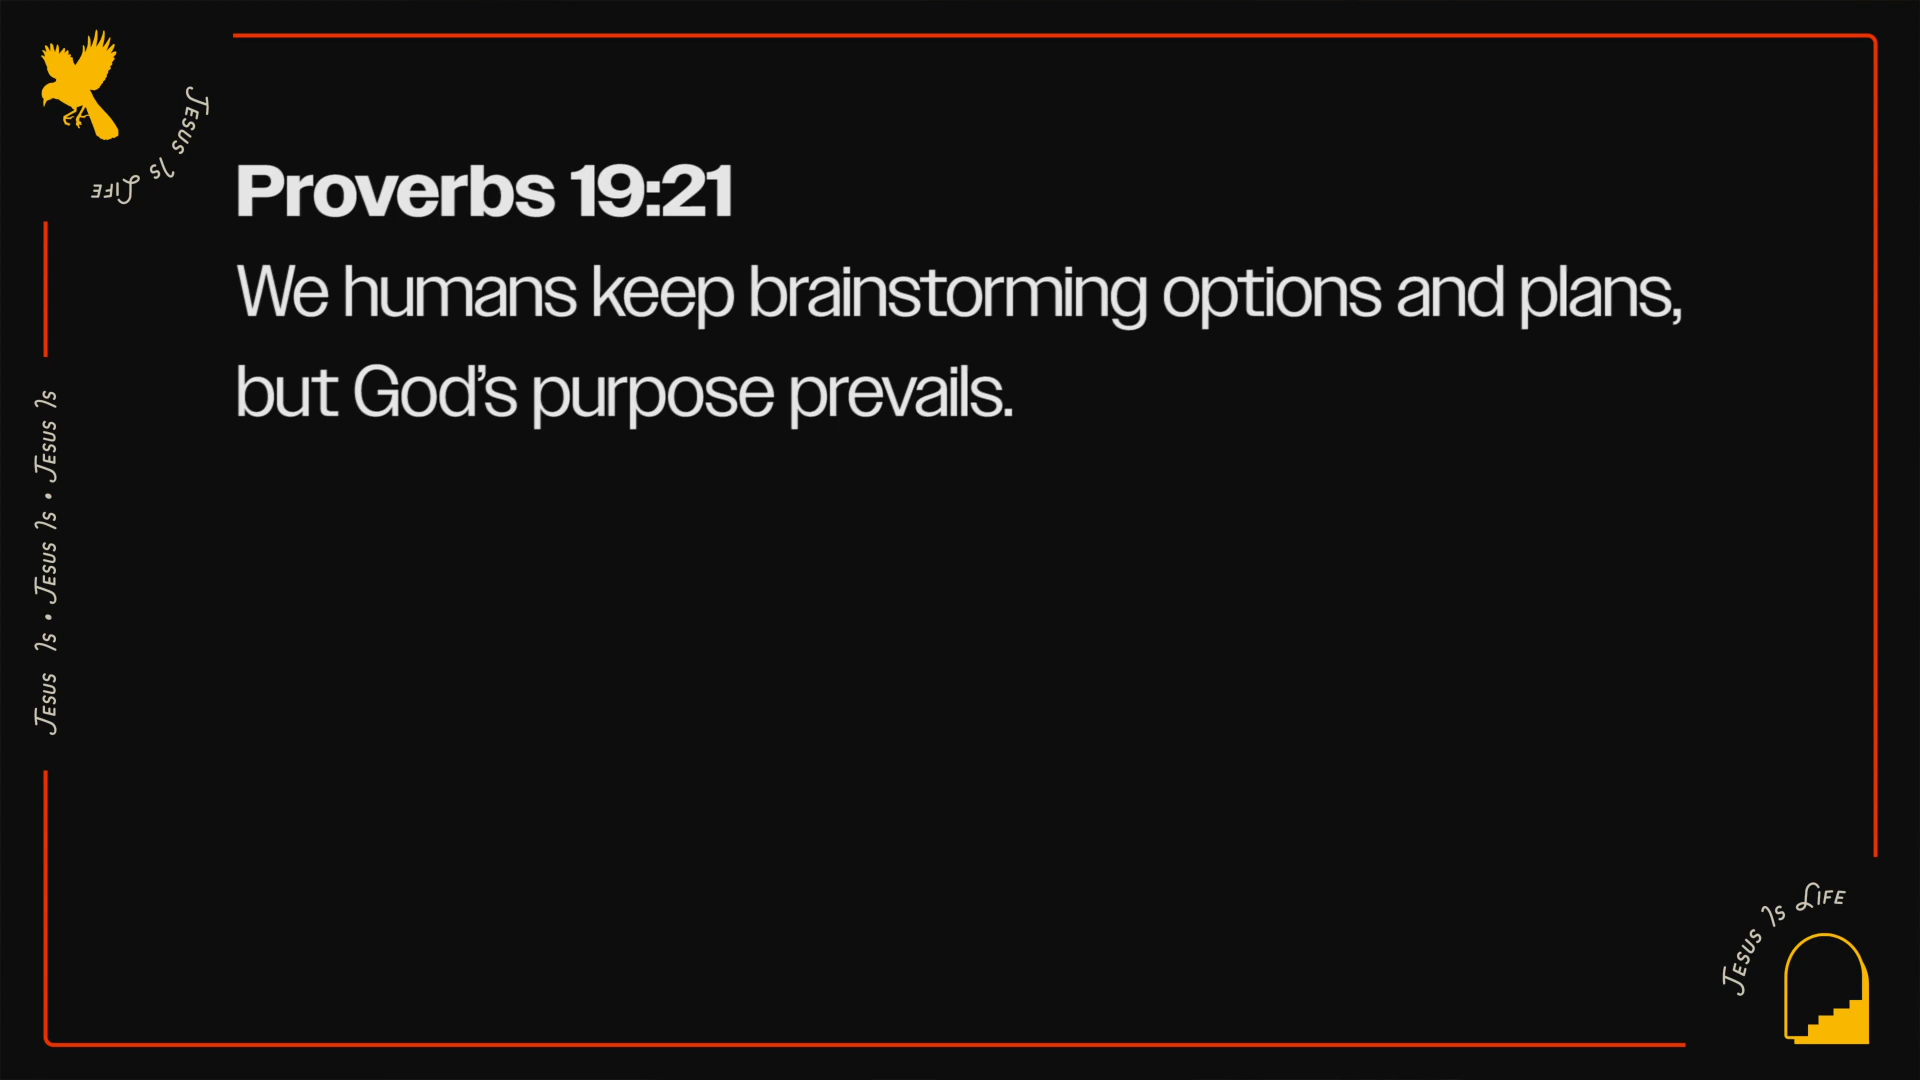 Jesus Is Life
Proverbs 19:21
We humans keep brainstorming options and plans,
but God’s purpose prevails.
Jesus Is • Jesus Is • Jesus Is
Jesus Is Life